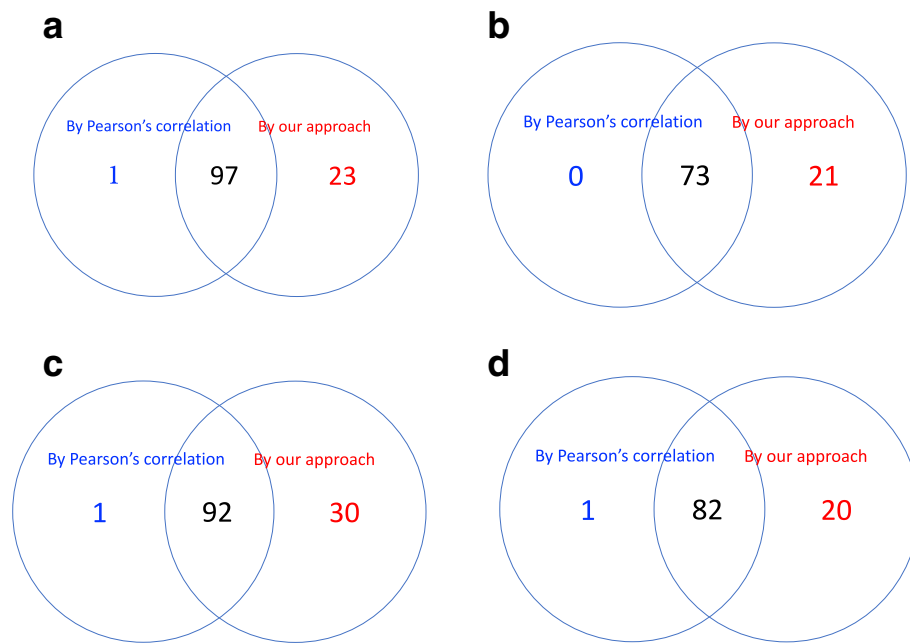 a
By Pearson's correlation By our approach
1 97 23
b
By Pearson's correlation By our approach
0 73 21
c
By Pearson's correlation By our approach
1 92 30
d
By Pearson's correlation By our approach
1 82 20